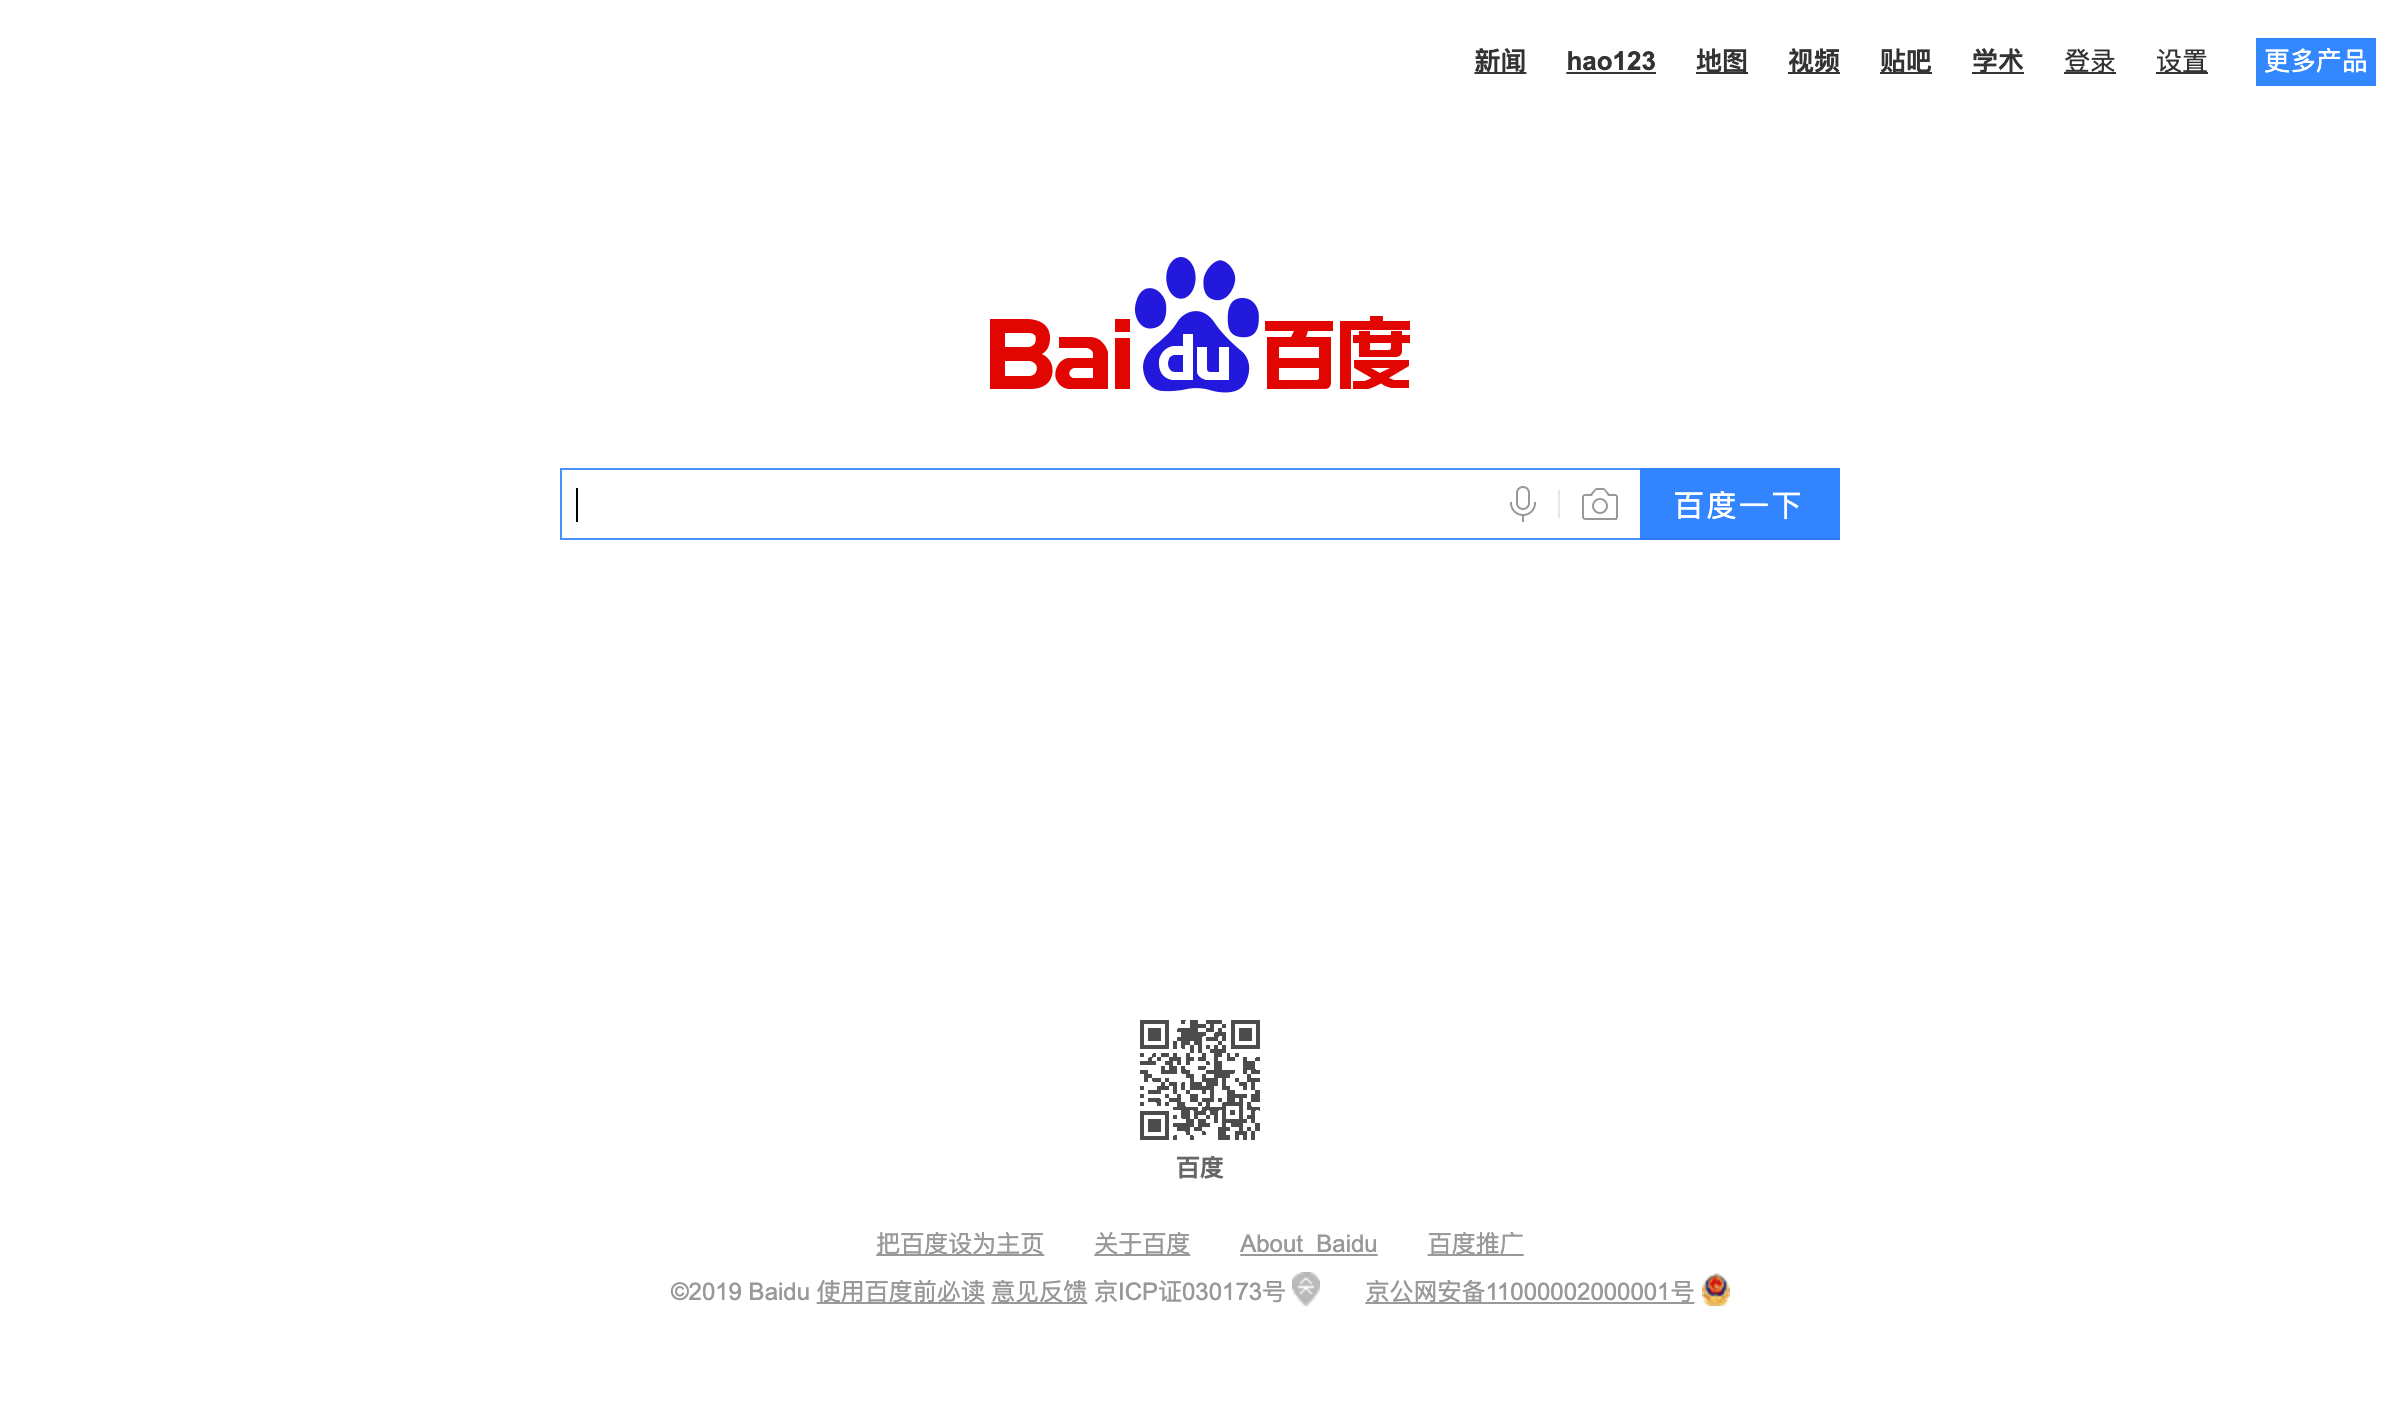 新闻 hao123 地图 视频 贴吧 学术 登录 设置 更多产品
Bai du 百度
百度一下
百度
把百度设为主页 关于百度 About Baidu 百度推广
©2019 Baidu 使用百度前必读 意见反馈 京ICP证030173号 京公网安备11000002000001号